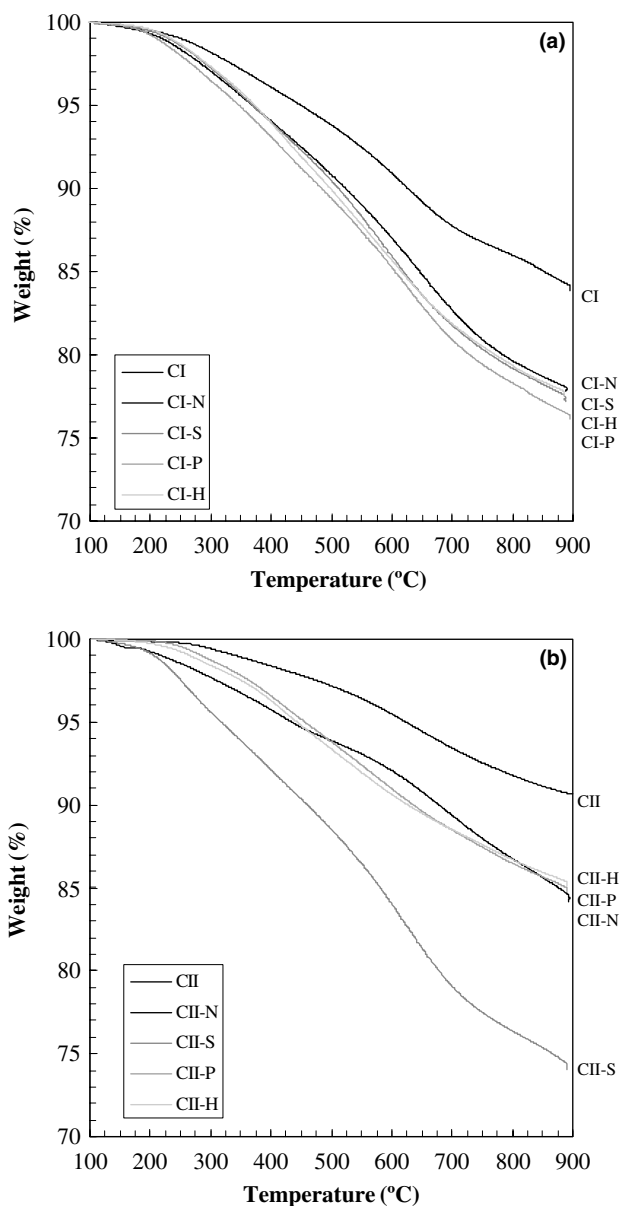 (a)
100
95
90
85
80
75
70
Weight (%)
CI
CI-N
CI-S
CI-P
CI-H
CI
CI-N
CI-S
CI-H
CI-P
100 200 300 400 500 600 700 800 900
Temperature (ºC)
(b)
100
95
90
85
80
75
70
Weight (%)
CII
CII-N
CII-S
CII-P
CII-H
CII
CII-H
CII-P
CII-N
CII-S
100 200 300 400 500 600 700 800 900
Temperature (ºC)